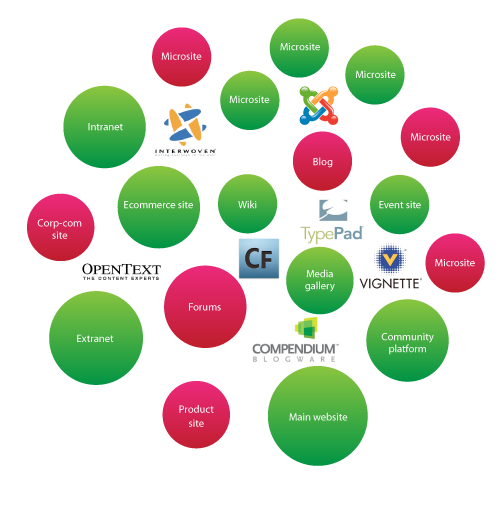 Microsite
Microsite
Microsite
Microsite
Intranet
INTERWOVEN
Microsite
Blog
Ecommerce site
Wiki
Event site
Corp-com
site
TypePad
Microsite
OPENTEXT
THE CONTENT EXPERTS
CF
Media
gallery
VIGNETTE
Forums
Extranet
COMPENDIUM
BLOGWARE
Community
platform
Product
site
Main website